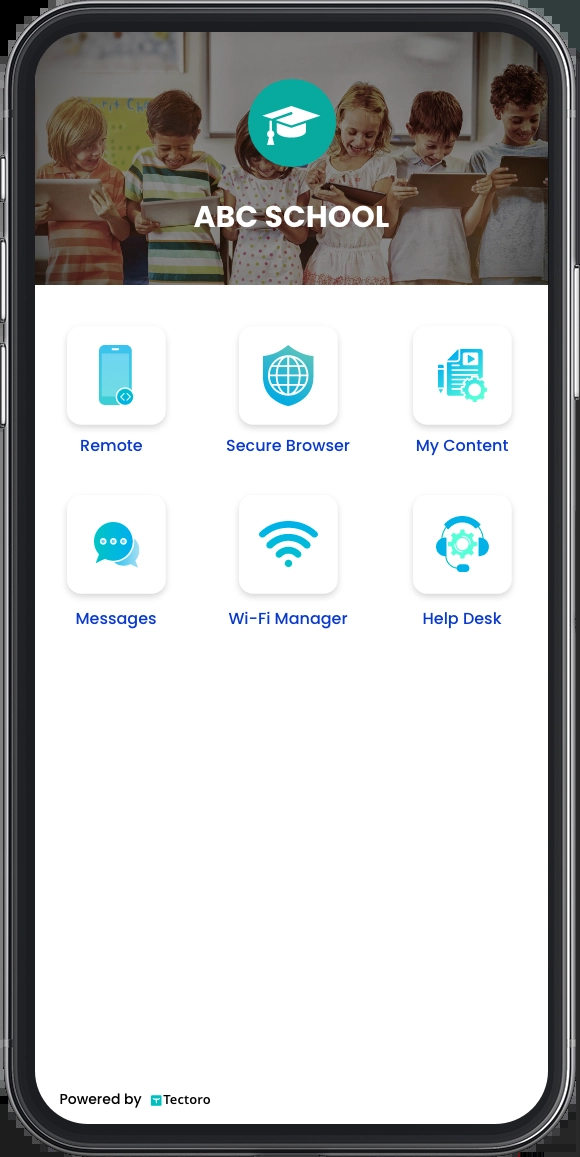 ABC SCHOOL
Remote
Secure Browser
My Content
Messages
Wi-Fi Manager
Help Desk
Powered by Tectoro